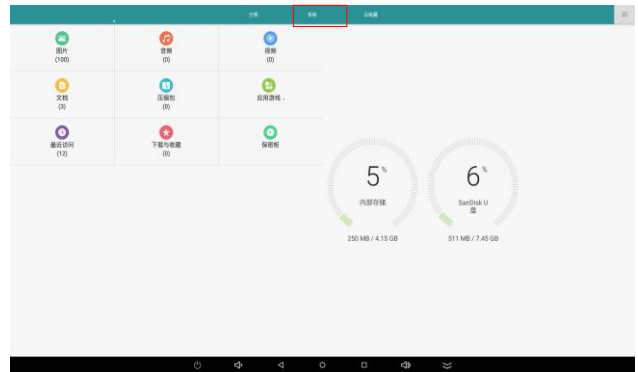 分类
本地
云收藏
图片
(100)
音频
(0)
视频
(0)
文档
(3)
压缩包
(0)
应用游戏
最近访问
(12)
下载与收藏
(0)
保密柜
5%
内部存储
250 MB / 4.15 GB
6%
SanDisk U
盘
511 MB / 7.45 GB